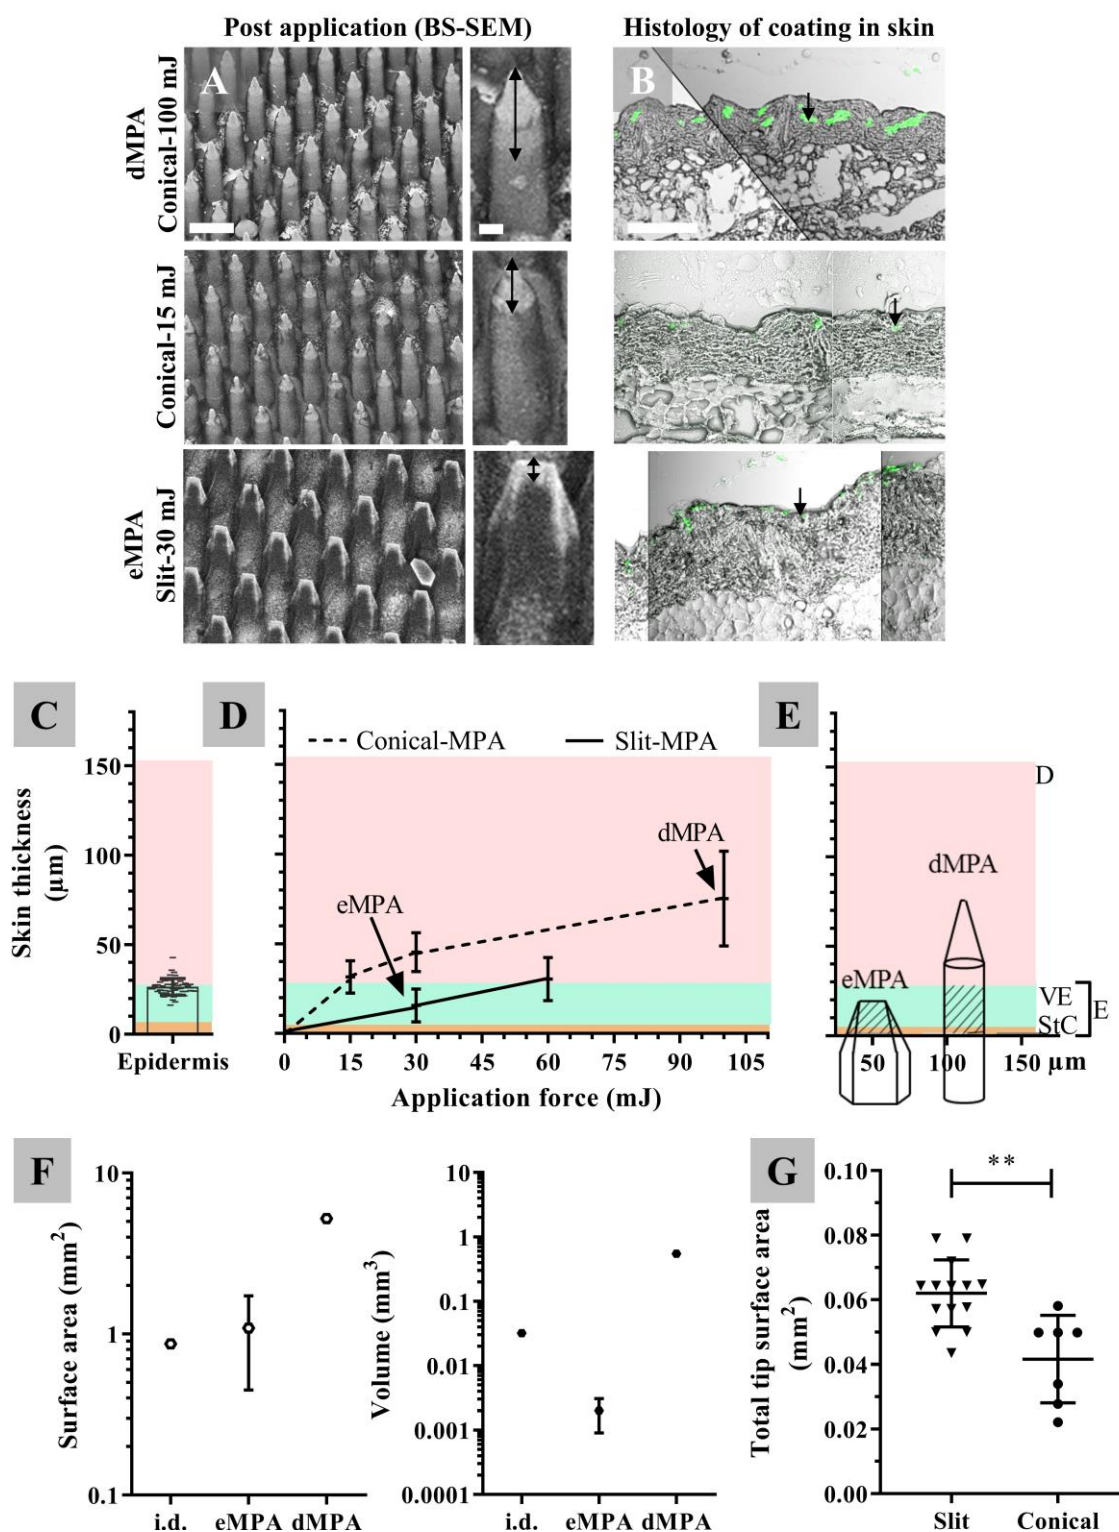 Post application (BS-SEM)
Histology of coating in skin
dMPA
Conical-100 mJ
A
B
Conical-15 mJ
eMPA
Slit-30 mJ
C
D
E
Skin thickness
(µm)
150
100
50
0
Epidermis
Conical-MPA
Slit-MPA
dMPA
eMPA
0
15
30
45
60
75
90
105
Application force (mJ)
D
dMPA
eMPA
VE
StC
E
50
100
150
µm
F
Surface area (mm²)
10
1
0.1
i.d.
eMPA
dMPA
Volume (mm³)
10
1
0.1
0.01
0.001
0.0001
i.d.
eMPA
dMPA
G
Total tip surface area
(mm²)
0.10
0.08
0.06
0.04
0.02
0.00
**
Slit
Conical